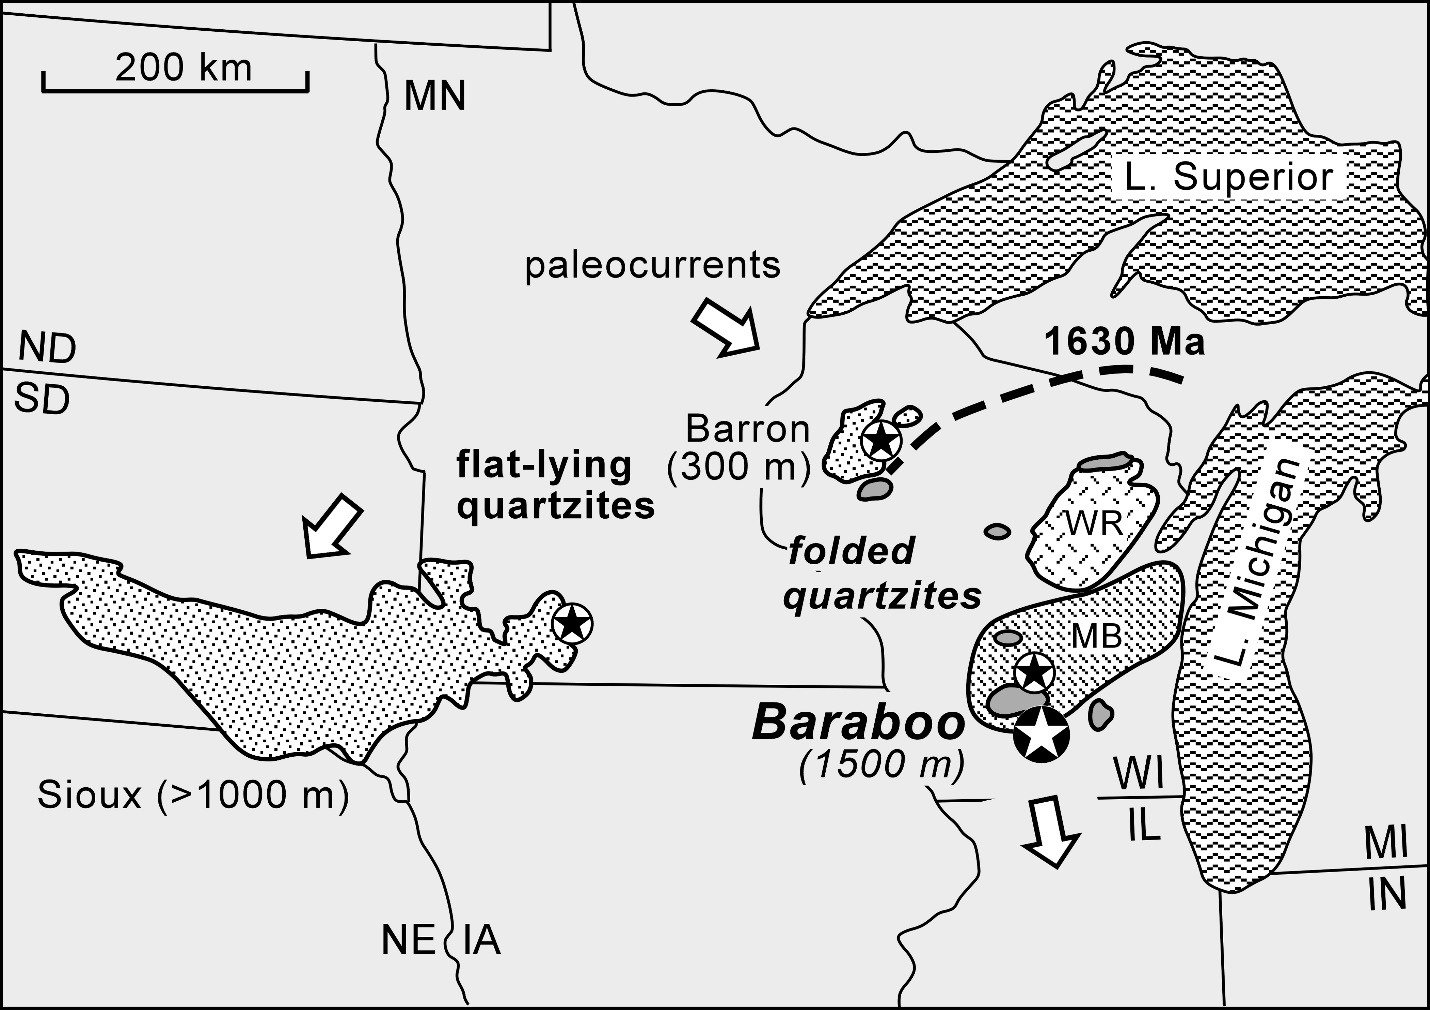 200 km
MN
L. Superior
paleocurrents
1630 Ma
ND
SD
Barron
(300 m)
flat-lying
quartzites
WR
folded
quartzites
L. Michigan
MB
Baraboo
(1500 m)
Sioux (>1000 m)
WI
IL
MI
IN
NE
IA